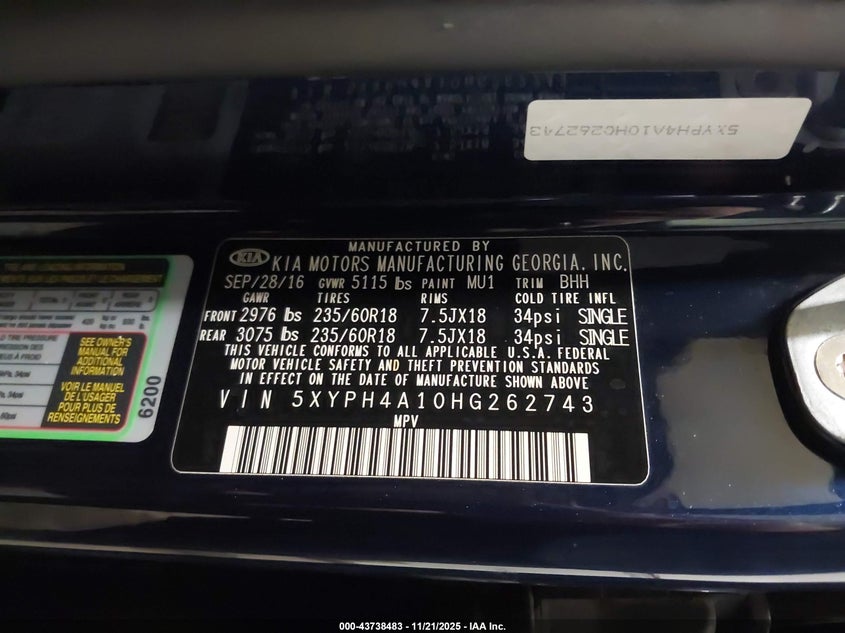 5XYPH4A10HG262743
MANUFACTURED BY
KIA KIA MOTORS MANUFACTURING GEORGIA, INC.
SEP/28/16 GVWR 5115 lbs PAINT MU1 TRIM BHH
GAWR TIRES RIMS COLD TIRE INFL
FRONT 2976 lbs 235/60R18 7.5JX18 34psi SINGLE
REAR 3075 lbs 235/60R18 7.5JX18 34psi SINGLE
THIS VEHICLE CONFORMS TO ALL APPLICABLE U.S.A. FEDERAL
MOTOR VEHICLE SAFETY AND THEFT PREVENTION STANDARDS
IN EFFECT ON THE DATE OF MANUFACTURE SHOWN ABOVE
VIN 5XYPH4A10HG262743
MPV
SEE OWNER'S
MANUAL FOR
ADDITIONAL
INFORMATION
VOIR LE MANUEL
DE L'USAGER
POUR PLUS DE
RENSEIGNEMENTS
6200
000-43738483 - 11/21/2025 - IAA Inc.